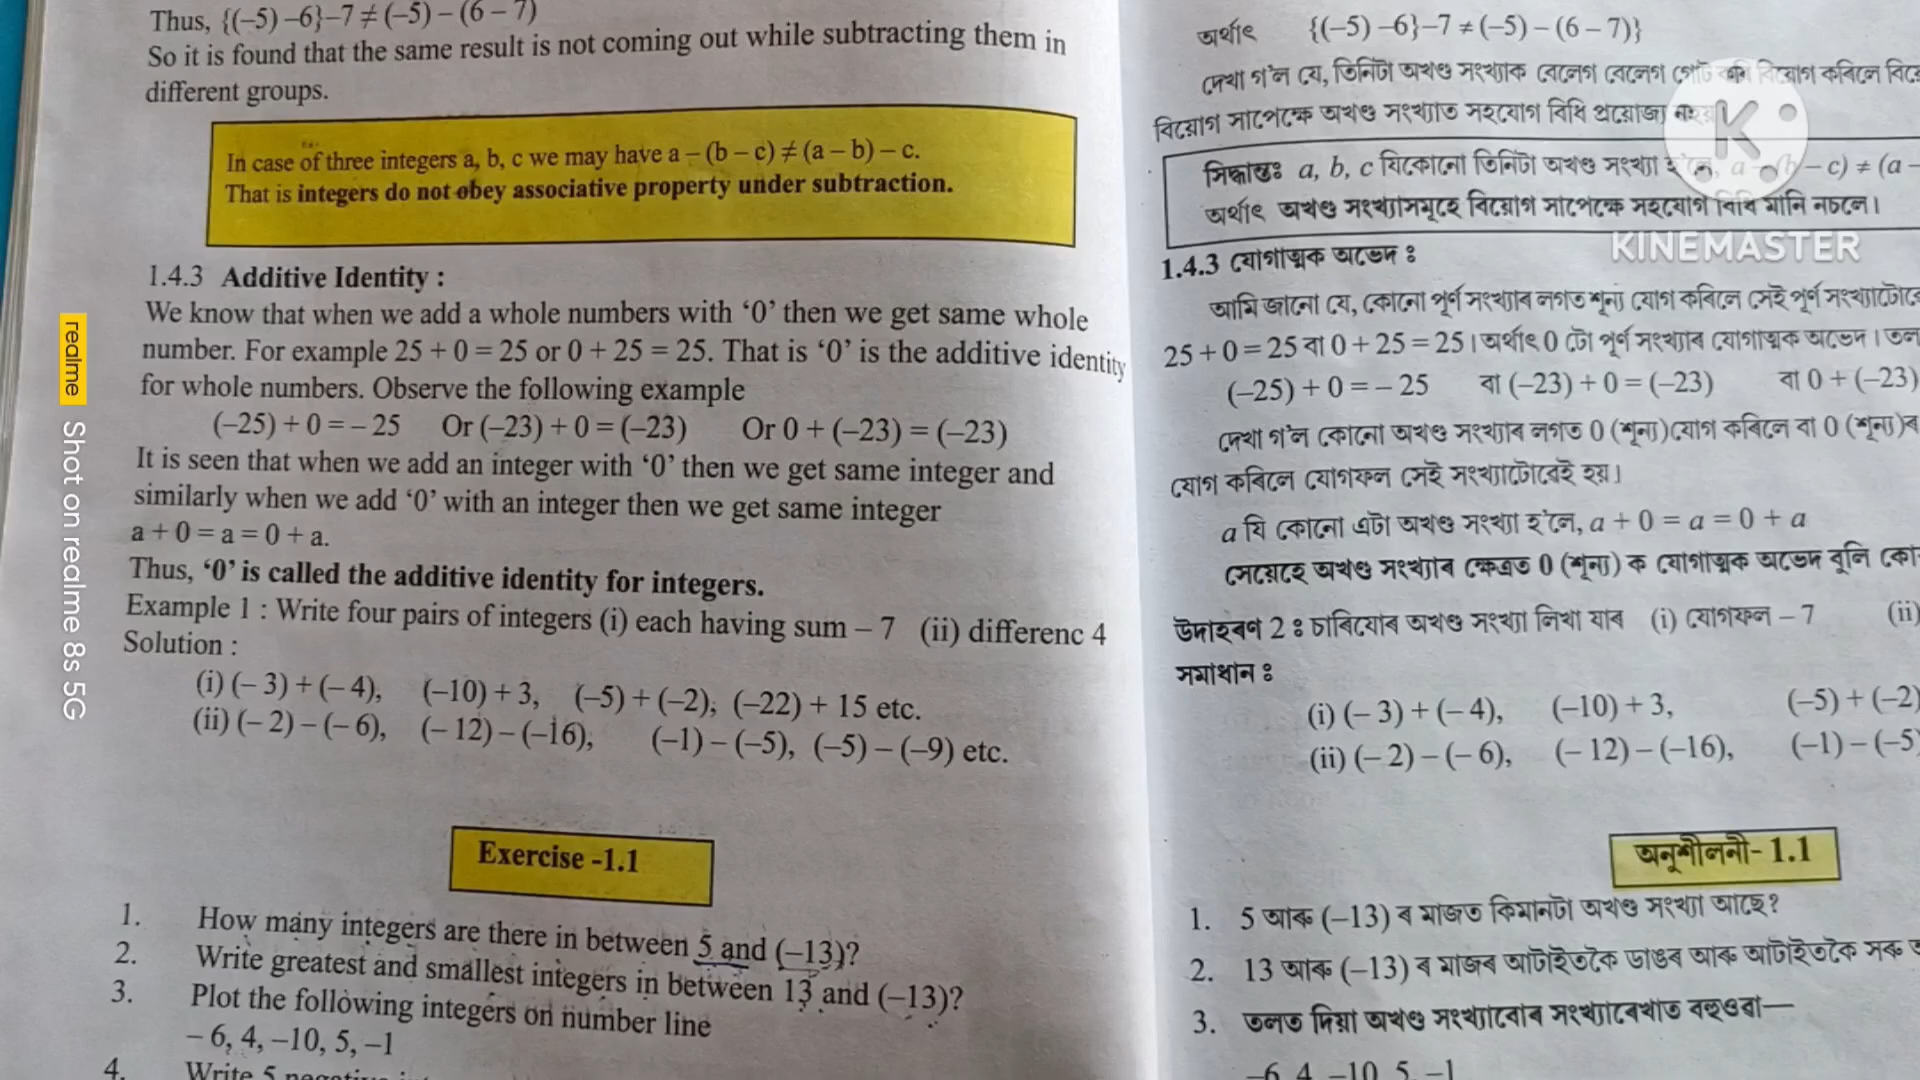 Thus, {(–5) –6}–7 ≠ (–5) – (6 – 7)
So it is found that the same result is not coming out while subtracting them in
different groups.
In case of three integers a, b, c we may have a – (b – c) ≠ (a – b) – c.
That is integers do not obey associative property under subtraction.
1.4.3 Additive Identity :
We know that when we add a whole numbers with ‘0’ then we get same whole
number. For example 25 + 0 = 25 or 0 + 25 = 25. That is ‘0’ is the additive identity
for whole numbers. Observe the following example
(–25) + 0 = – 25 Or (–23) + 0 = (–23) Or 0 + (–23) = (–23)
It is seen that when we add an integer with ‘0’ then we get same integer and
similarly when we add ‘0’ with an integer then we get same integer
a + 0 = a = 0 + a.
Thus, ‘0’ is called the additive identity for integers.
Example 1 : Write four pairs of integers (i) each having sum – 7 (ii) differenc 4
Solution :
(i) (– 3) + (– 4), (–10) + 3, (–5) + (–2), (–22) + 15 etc.
(ii) (– 2) – (– 6), (– 12) – (–16), (–1) – (–5), (–5) – (–9) etc.
Exercise -1.1
1. How many integers are there in between 5 and (–13)?
2. Write greatest and smallest integers in between 13 and (–13)?
3. Plot the following integers on number line
– 6, 4, –10, 5, –1
4. Write 5
অৰ্থাৎ {(–5) –6}–7 ≠ (–5) – (6 – 7)}
দেখা গ'ল যে, তিনিটা অখণ্ড সংখ্যাক বেলেগ বেলেগ গোট কৰি বিয়োগ কৰিলে
বিয়োগ সাপেক্ষে অখণ্ড সংখ্যাত সহযোগ বিধি প্ৰয়োজ্য নহয়
সিদ্ধান্তঃ a, b, c যিকোনো তিনিটা অখণ্ড সংখ্যা হ'লে, a – (b – c) ≠ (a –
অৰ্থাৎ অখণ্ড সংখ্যাসমূহে বিয়োগ সাপেক্ষে সহযোগ বিধি মানি নচলে।
1.4.3 যোগাত্মক অভেদ ঃ
আমি জানো যে, কোনো পূৰ্ণ সংখ্যাৰ লগত শূন্য যোগ কৰিলে সেই পূৰ্ণ
25 + 0 = 25 বা 0 + 25 = 25। অৰ্থাৎ 0 টো পূৰ্ণ সংখ্যাৰ যোগাত্মক অভেদ।
(–25) + 0 = – 25 বা (–23) + 0 = (–23) বা 0 + (–23)
দেখা গ'ল কোনো অখণ্ড সংখ্যাৰ লগত 0 (শূন্য) যোগ কৰিলে বা 0 (শূন্য)ৰ
যোগ কৰিলে যোগফল সেই সংখ্যাটোৱেই হয়।
a যি কোনো এটা অখণ্ড সংখ্যা হ'লে, a + 0 = a = 0 + a
সেয়েহে অখণ্ড সংখ্যাৰ ক্ষেত্ৰত 0 (শূন্য) ক যোগাত্মক অভেদ বুলি
উদাহৰণ 2 ঃ চাৰিযোৰ অখণ্ড সংখ্যা লিখা যাৰ (i) যোগফল – 7 (ii)
সমাধান ঃ
(i) (– 3) + (– 4), (–10) + 3, (–5) + (–2)
(ii) (– 2) – (– 6), (– 12) – (–16), (–1) – (–5)
অনুশীলনী- 1.1
1. 5 আৰু (–13) ৰ মাজত কিমানটা অখণ্ড সংখ্যা আছে?
2. 13 আৰু (–13) ৰ মাজৰ আটাইতকৈ ডাঙৰ আৰু আটাইতকৈ সৰু
3. তলত দিয়া অখণ্ড সংখ্যাবোৰ সংখ্যাৰেখাত বহুওৱা—
–6, 4, –10, 5, –1
realme Shot on realme 8s 5G
KINEMASTER